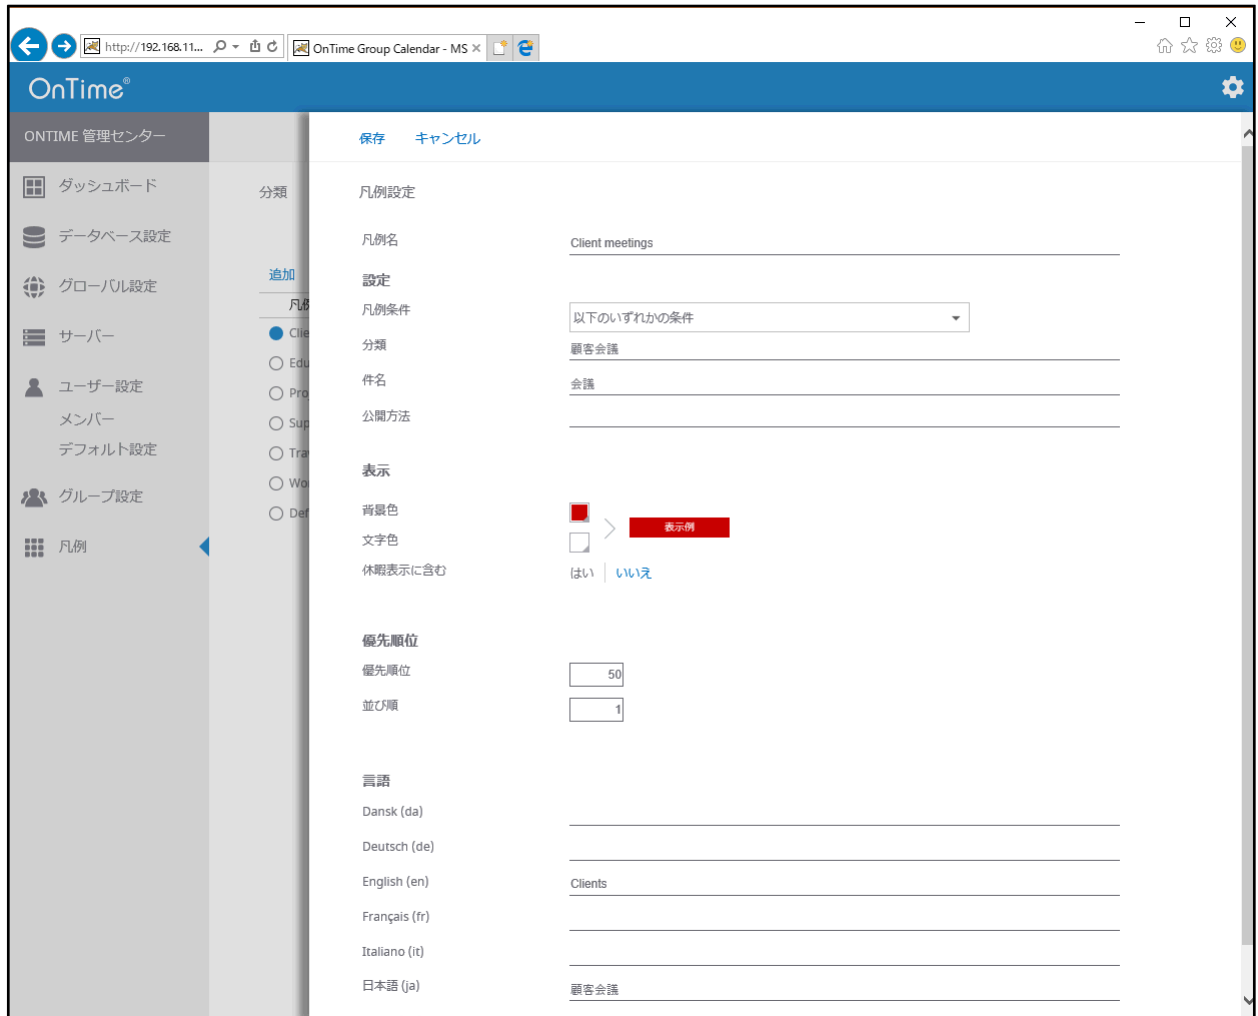 http://192.168.11...
OnTime Group Calendar - MS
OnTime®
ONTIME 管理センター
保存 キャンセル
ダッシュボード
分類
凡例設定
データベース設定
凡例名 Client meetings
グローバル設定
追加
設定
凡例
凡例条件 以下のいずれかの条件
サーバー
Clie
分類 顧客会議
Edu
ユーザー設定
件名 会議
Pro
メンバー
公開方法
Sup
デフォルト設定
Tra
表示
Wo
グループ設定
背景色
Def
表示例
文字色
凡例
休暇表示に含む はい いいえ
優先順位
優先順位 50
並び順 1
言語
Dansk (da)
Deutsch (de)
English (en) Clients
Français (fr)
Italiano (it)
日本語 (ja) 顧客会議